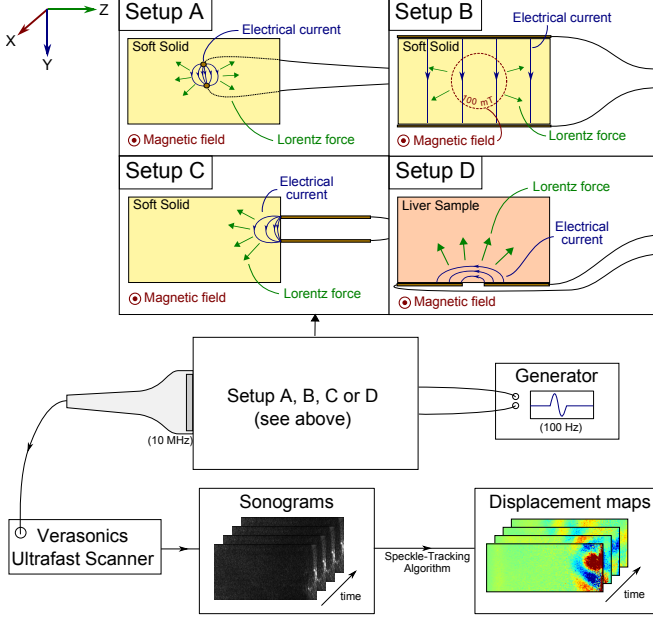 X
Y
Z
Setup A
Electrical current
Soft Solid
Magnetic field
Lorentz force
Setup B
Electrical current
Soft Solid
100 mT
Magnetic field
Lorentz force
Setup C
Soft Solid
Electrical
current
Lorentz force
Magnetic field
Setup D
Liver Sample
Lorentz force
Electrical
current
Magnetic field
(10 MHz)
Setup A, B, C or D
(see above)
Generator
(100 Hz)
Verasonics
Ultrafast Scanner
Sonograms
time
Speckle-Tracking
Algorithm
Displacement maps
time